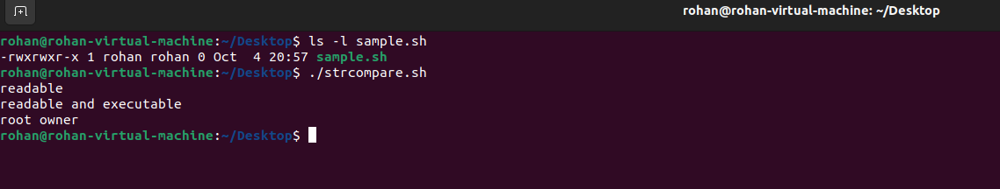 rohan@rohan-virtual-machine: ~/Desktop
rohan@rohan-virtual-machine:~/Desktop$ ls -l sample.sh
-rwxrwxr-x 1 rohan rohan 0 Oct  4 20:57 sample.sh
rohan@rohan-virtual-machine:~/Desktop$ ./strcompare.sh
readable
readable and executable
root owner
rohan@rohan-virtual-machine:~/Desktop$